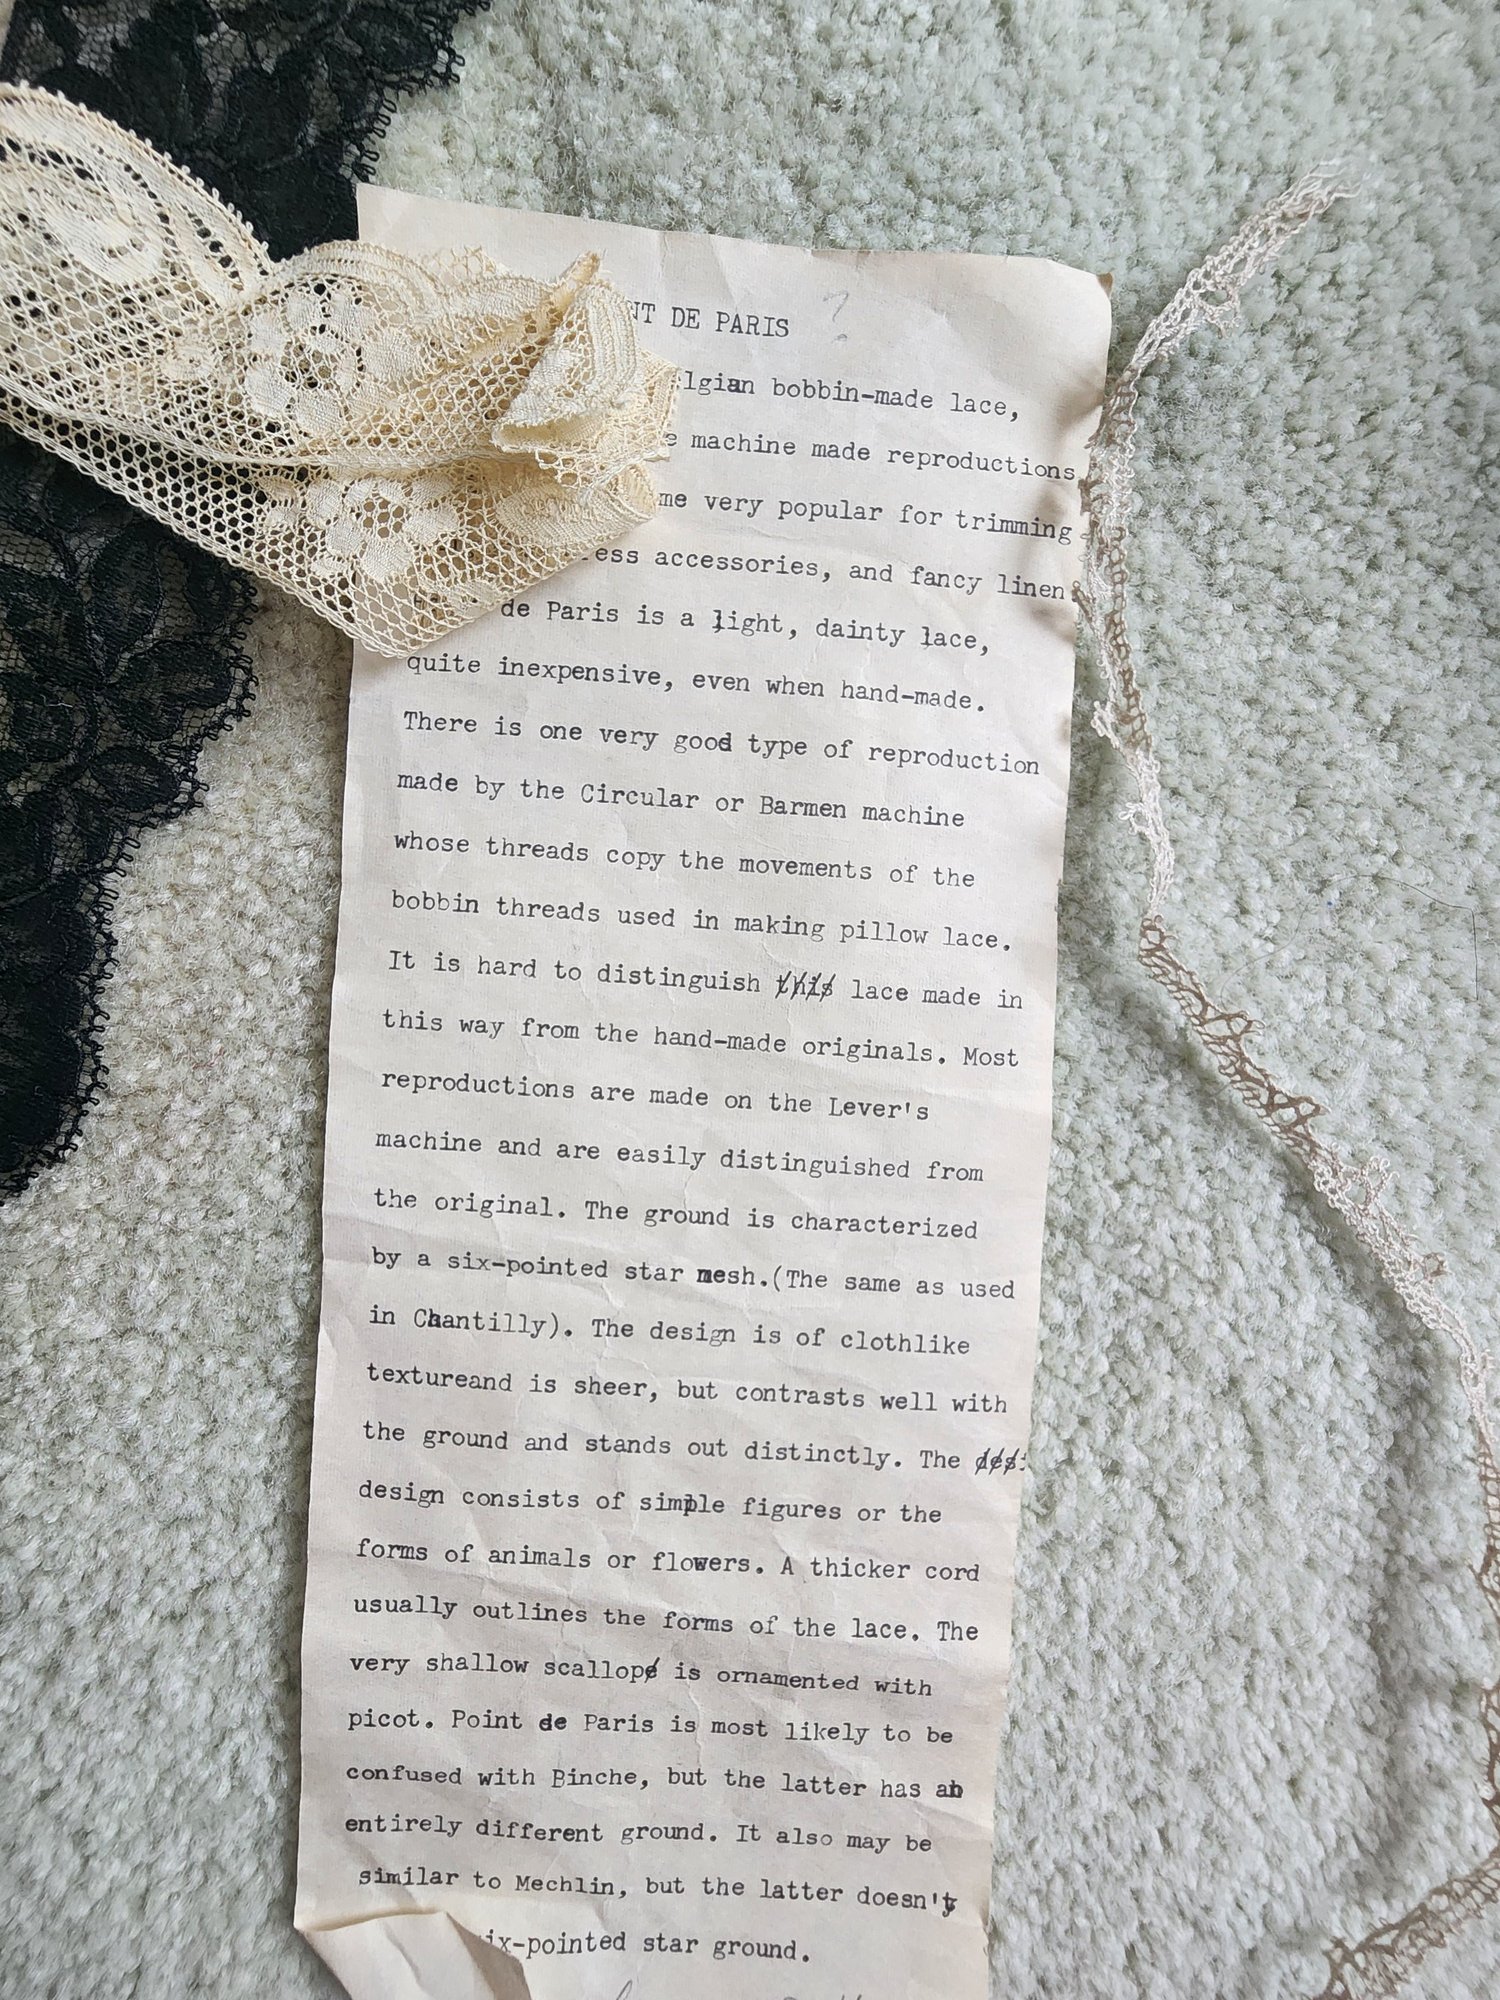 NT DE PARIS ?
lgian bobbin-made lace,
e machine made reproductions
me very popular for trimming
ress accessories, and fancy linen
de Paris is a light, dainty lace,
quite inexpensive, even when hand-made.
There is one very good type of reproduction
made by the Circular or Barmen machine
whose threads copy the movements of the
bobbin threads used in making pillow lace.
It is hard to distinguish this lace made in
this way from the hand-made originals. Most
reproductions are made on the Lever's
machine and are easily distinguished from
the original. The ground is characterized
by a six-pointed star mesh.(The same as used
in Chantilly). The design is of clothlike
textureand is sheer, but contrasts well with
the ground and stands out distinctly. The
design consists of simple figures or the
forms of animals or flowers. A thicker cord
usually outlines the forms of the lace. The
very shallow scallop is ornamented with
picot. Point de Paris is most likely to be
confused with Binche, but the latter has an
entirely different ground. It also may be
similar to Mechlin, but the latter doesn't
ix-pointed star ground.